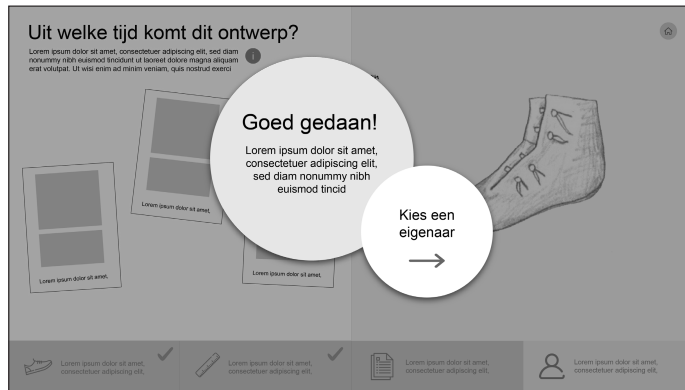 Uit welke tijd komt dit ontwerp?
Lorem ipsum dolor sit amet, consectetuer adipiscing elit, sed diam
nonummy nibh euismod tincidunt ut laoreet dolore magna aliquam
erat volutpat. Ut wisi enim ad minim veniam, quis nostrud exerci
i
Goed gedaan!
Lorem ipsum dolor sit amet,
consectetuer adipiscing elit,
sed diam nonummy nibh
euismod tincid
Kies een
eigenaar
Lorem ipsum dolor sit amet,
Lorem ipsum dolor sit amet,
Lorem ipsum dolor sit amet,
Lorem ipsum dolor sit amet,
consectetuer adipiscing elit,
Lorem ipsum dolor sit amet,
consectetuer adipiscing elit,
Lorem ipsum dolor sit amet,
consectetuer adipiscing elit,
Lorem ipsum dolor sit amet,
consectetuer adipiscing elit,